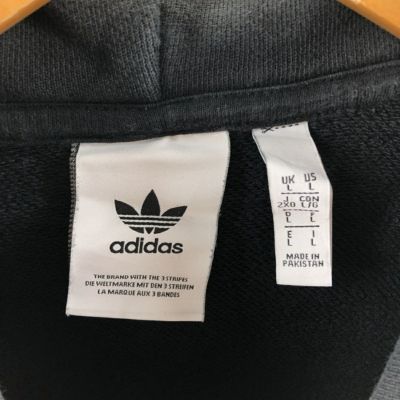 adidas
THE BRAND WITH THE 3 STRIPES
DIE WELTMARKE MIT DEN 3 STREIFEN
LA MARQUE AUX 3 BANDES
UK US
L L
J CDN
2XO L/G
D F
L L
E I
L L
MADE IN
PAKISTAN